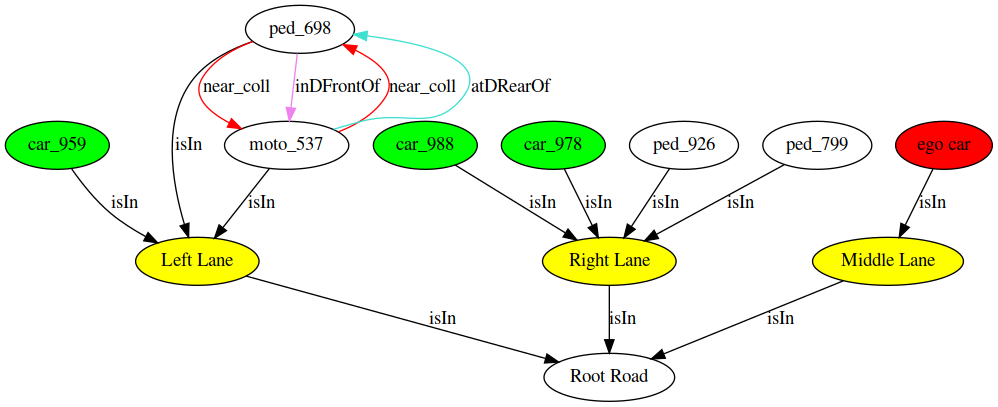 ped_698
near_coll
inDFrontOf
near_coll
atDRearOf
car_959
isIn
moto_537
car_988
car_978
ped_926
ped_799
ego car
isIn
isIn
isIn
isIn
isIn
isIn
isIn
Left Lane
Right Lane
Middle Lane
isIn
isIn
isIn
Root Road